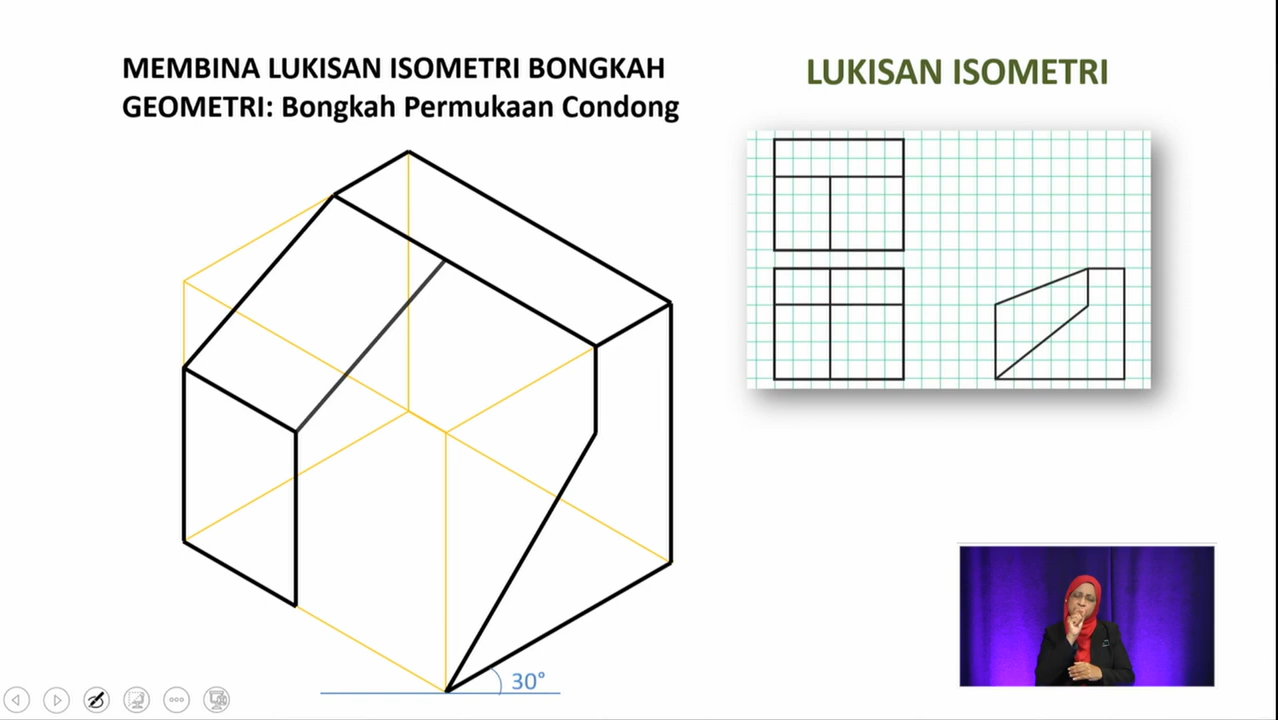 MEMBINA LUKISAN ISOMETRI BONGKAH
GEOMETRI: Bongkah Permukaan Condong
LUKISAN ISOMETRI
30°